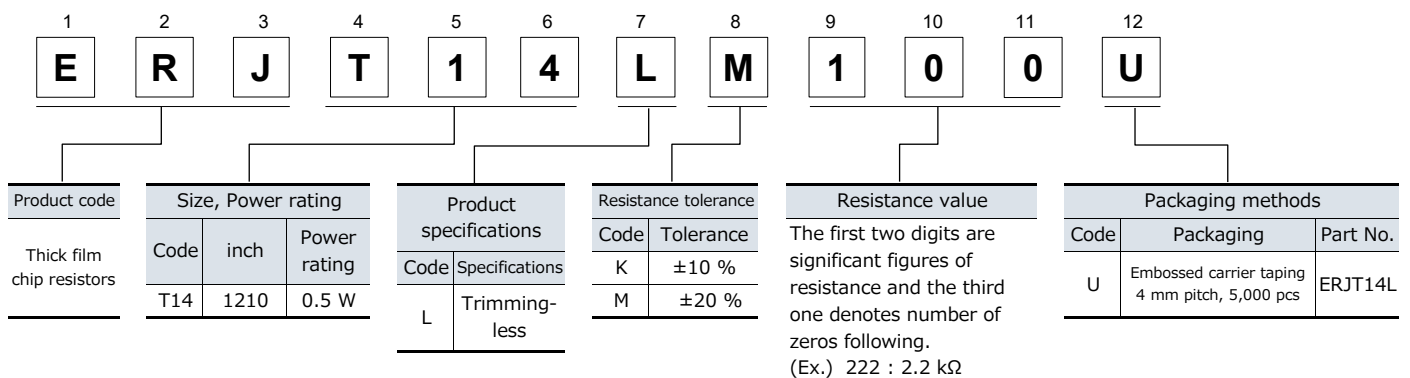 1 2 3 4 5 6 7 8 9 10 11 12
E R J T 1 4 L M 1 0 0 U
Product code
Thick film
chip resistors
Size, Power rating
Code inch Power
rating
T14 1210 0.5 W
Product
specifications
Code Specifications
L Trimming-
less
Resistance tolerance
Code Tolerance
K ±10 %
M ±20 %
Resistance value
The first two digits are
significant figures of
resistance and the third
one denotes number of
zeros following.
(Ex.) 222 : 2.2 kΩ
Packaging methods
Code Packaging Part No.
U Embossed carrier taping
4 mm pitch, 5,000 pcs
ERJT14L